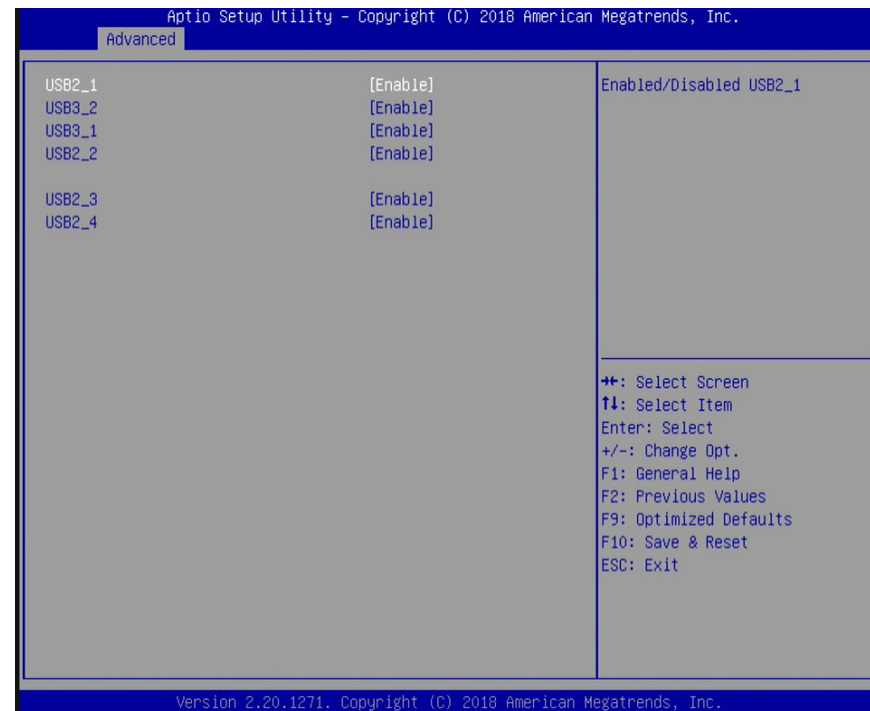 Aptio Setup Utility – Copyright (C) 2018 American Megatrends, Inc.
Advanced
USB2_1 [Enable]
USB3_2 [Enable]
USB3_1 [Enable]
USB2_2 [Enable]
USB2_3 [Enable]
USB2_4 [Enable]
Enabled/Disabled USB2_1
→←: Select Screen
↑↓: Select Item
Enter: Select
+/-: Change Opt.
F1: General Help
F2: Previous Values
F9: Optimized Defaults
F10: Save & Reset
ESC: Exit
Version 2.20.1271. Copyright (C) 2018 American Megatrends, Inc.